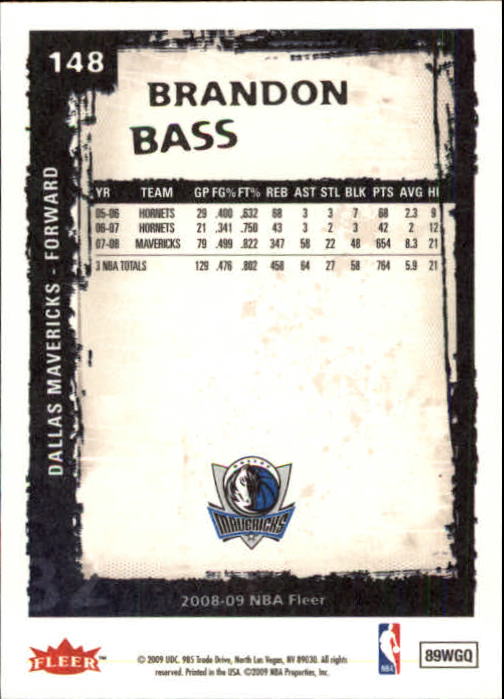 148
BRANDON
BASS
DALLAS MAVERICKS - FORWARD
YR TEAM GP FG% FT% REB AST STL BLK PTS AVG HI
05-06 HORNETS 29 .400 .632 68 3 3 7 68 2.3 9
06-07 HORNETS 21 .341 .750 43 3 2 3 42 2 12
07-08 MAVERICKS 79 .499 .822 347 58 22 48 654 8.3 21
3 NBA TOTALS 129 .476 .802 458 64 27 58 764 5.9 21
MAVERICKS
32
2008-09 NBA Fleer
FLEER
© 2009 UDC. 985 Trade Drive, North Las Vegas, NV 89030. All rights
reserved. Printed in the USA. ©2009 NBA Properties, Inc.
NBA
89WGQ